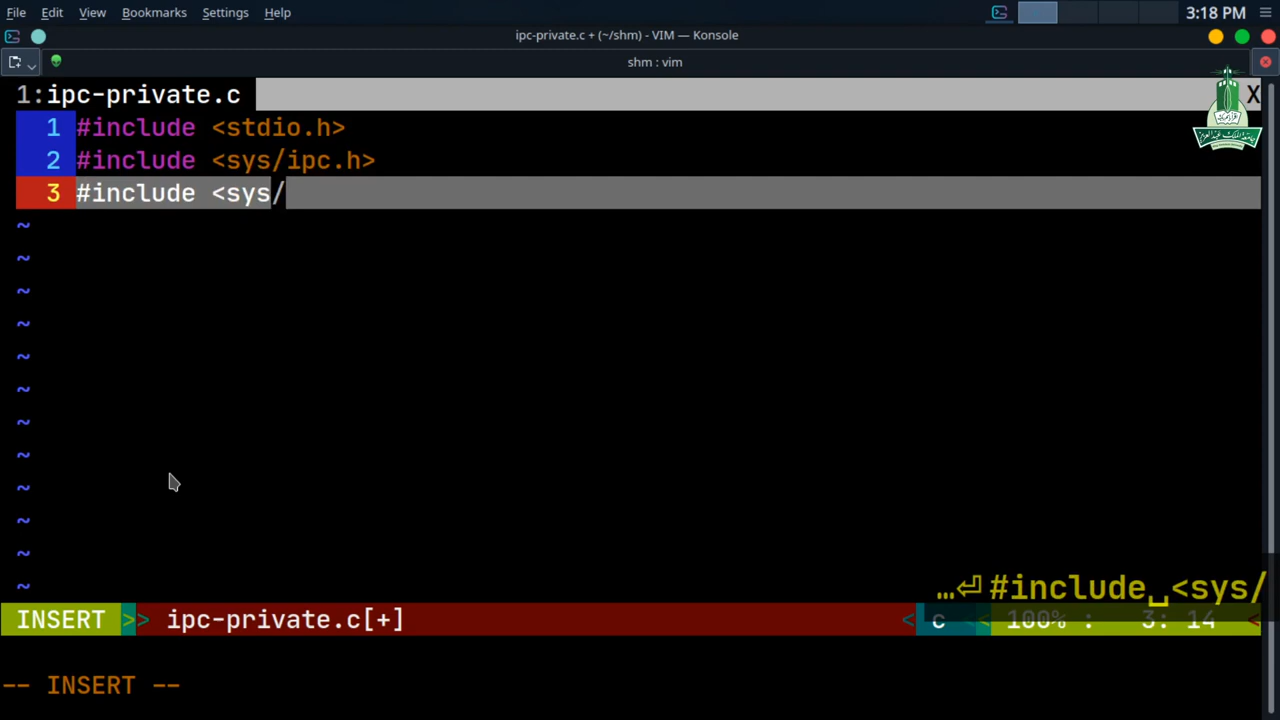 File Edit View Bookmarks Settings Help 3:18 PM
ipc-private.c + (~/shm) - VIM — Konsole
shm : vim
1:ipc-private.c X
1 #include <stdio.h>
2 #include <sys/ipc.h>
3 #include <sys/
~
~
~
~
~
~
~
~
~
~
~
~
…⏎ #include␣<sys/
INSERT >> ipc-private.c[+] < c < 100% : 3: 14 <
-- INSERT --